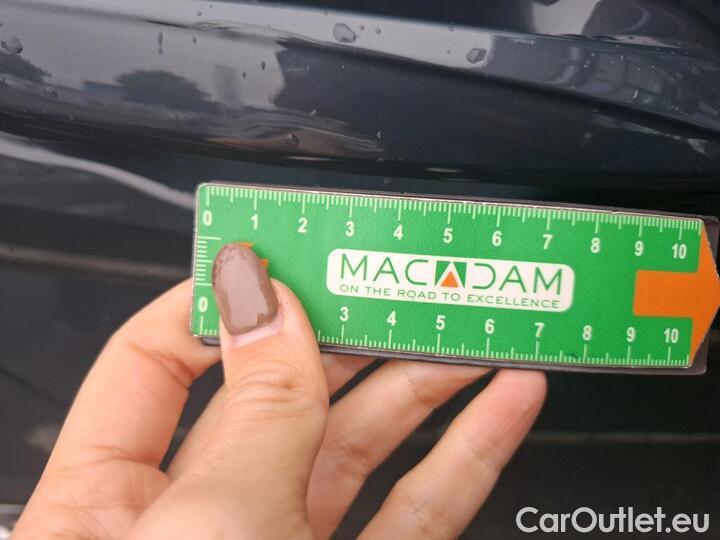 0 1 2 3 4 5 6 7 8 9 10
MACADAM
ON THE ROAD TO EXCELLENCE
0 3 4 5 6 7 8 9 10
CarOutlet.eu